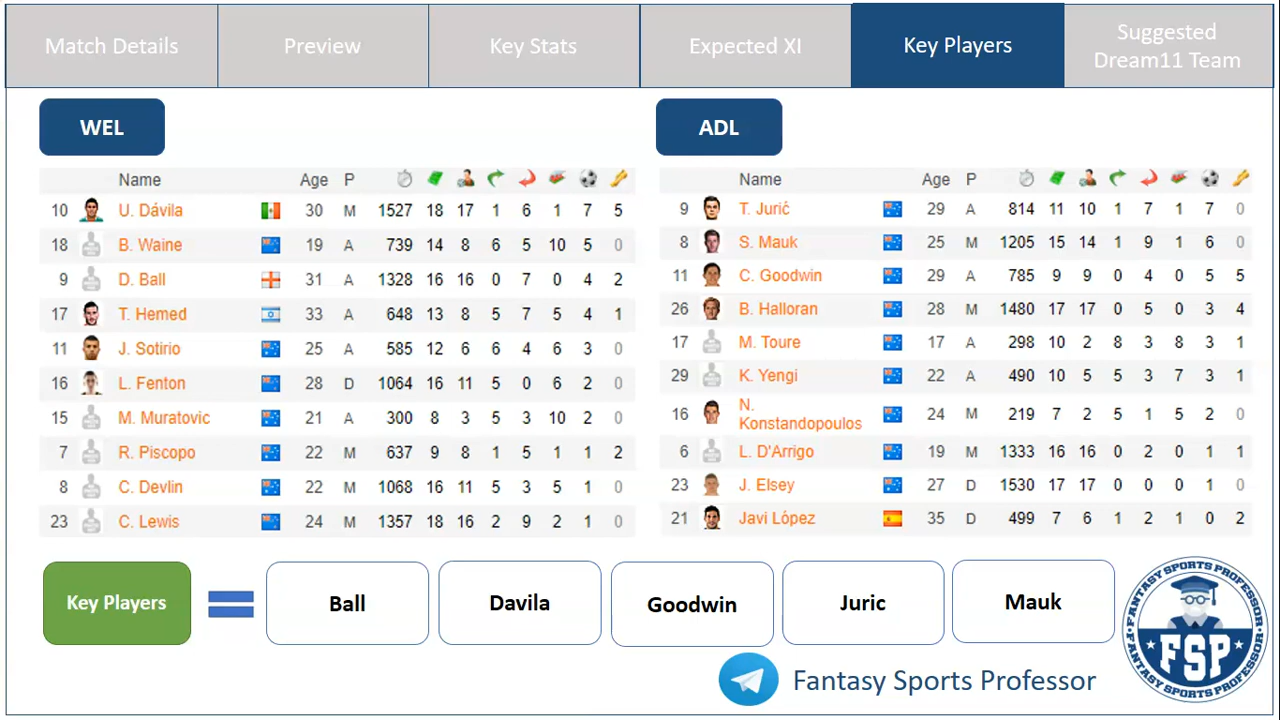 Match Details
Preview
Key Stats
Expected XI
Key Players
Suggested
Dream11 Team
WEL
Name Age P
10 U. Dávila 30 M 1527 18 17 1 6 1 7 5
18 B. Waine 19 A 739 14 8 6 5 10 5 0
9 D. Ball 31 A 1328 16 16 0 7 0 4 2
17 T. Hemed 33 A 648 13 8 5 7 5 4 1
11 J. Sotirio 25 A 585 12 6 6 4 6 3 0
16 L. Fenton 28 D 1064 16 11 5 0 6 2 0
15 M. Muratovic 21 A 300 8 3 5 3 10 2 0
7 R. Piscopo 22 M 637 9 8 1 5 1 1 2
8 C. Devlin 22 M 1068 16 11 5 3 5 1 0
23 C. Lewis 24 M 1357 18 16 2 9 2 1 0
ADL
Name Age P
9 T. Jurić 29 A 814 11 10 1 7 1 7 0
8 S. Mauk 25 M 1205 15 14 1 9 1 6 0
11 C. Goodwin 29 A 785 9 9 0 4 0 5 5
26 B. Halloran 28 M 1480 17 17 0 5 0 3 4
17 M. Toure 17 A 298 10 2 8 3 8 3 1
29 K. Yengi 22 A 490 10 5 5 3 7 3 1
16 N.
Konstandopoulos 24 M 219 7 2 5 1 5 2 0
6 L. D'Arrigo 19 M 1333 16 16 0 2 0 1 1
23 J. Elsey 27 D 1530 17 17 0 0 0 1 0
21 Javi López 35 D 499 7 6 1 2 1 0 2
Key Players
Ball
Davila
Goodwin
Juric
Mauk
Fantasy Sports Professor
FANTASY SPORTS PROFESSOR
FSP
FANTASY SPORTS PROFESSOR